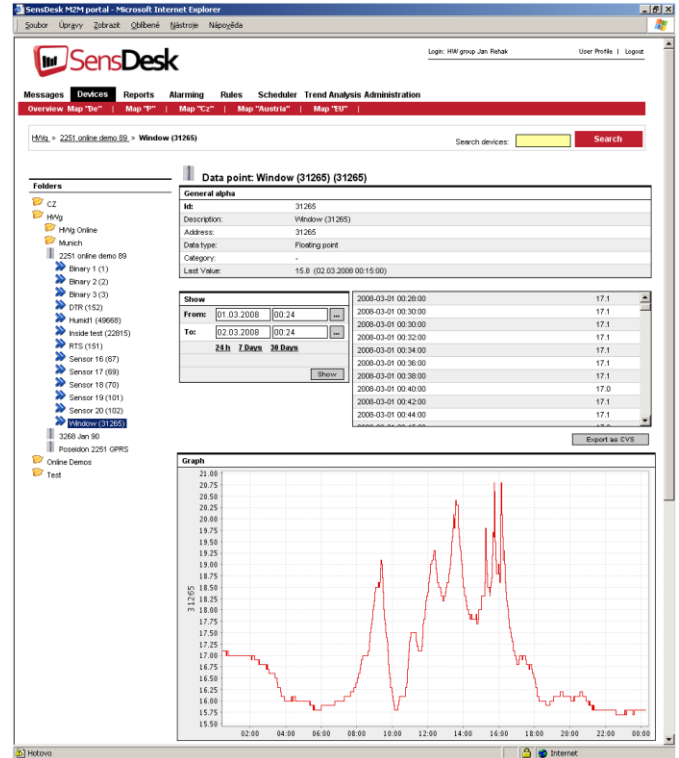 SensDesk M2M portal - Microsoft Internet Explorer
Soubor Úpravy Zobrazit Oblíbené Nástroje Nápověda
SensDesk
Login: HW group Jan Rehak User Profile | Logout
Messages Devices Reports Alarming Rules Scheduler Trend Analysis Administration
Overview Map "De" | Map "P" | Map "Cz" | Map "Austria" | Map "EU" |
HWg > 2251 online demo 89 > Window (31265)
Search devices: Search
Folders
CZ
HWg
HWg Online
Munich
2251 online demo 89
Binary 1 (1)
Binary 2 (2)
Binary 3 (3)
DTR (152)
Humid1 (49668)
Inside test (22815)
RTS (151)
Sensor 16 (67)
Sensor 17 (69)
Sensor 18 (70)
Sensor 19 (101)
Sensor 20 (102)
Window (31265)
3268 Jan 90
Poseidon 2251 GPRS
Online Demos
Test
Data point: Window (31265) (31265)
General alpha
Id: 31265
Description: Window (31265)
Address: 31265
Data type: Floating point
Category: -
Last Value: 15.8 (02.03.2008 00:15:00)
Show
From: 01.03.2008 00:24 ...
To: 02.03.2008 00:24 ...
24h 7 Days 30 Days
Show
2008-03-01 00:28:00 17.1
2008-03-01 00:30:00 17.1
2008-03-01 00:30:00 17.1
2008-03-01 00:32:00 17.1
2008-03-01 00:34:00 17.1
2008-03-01 00:36:00 17.1
2008-03-01 00:38:00 17.1
2008-03-01 00:40:00 17.0
2008-03-01 00:42:00 17.1
2008-03-01 00:44:00 17.1
Export as CVS
Graph
31265
21.00
20.75
20.50
20.25
20.00
19.75
19.50
19.25
19.00
18.75
18.50
18.25
18.00
17.75
17.50
17.25
17.00
16.75
16.50
16.25
16.00
15.75
15.50
02:00 04:00 06:00 08:00 10:00 12:00 14:00 16:00 18:00 20:00 22:00 00:00
Hotovo Internet